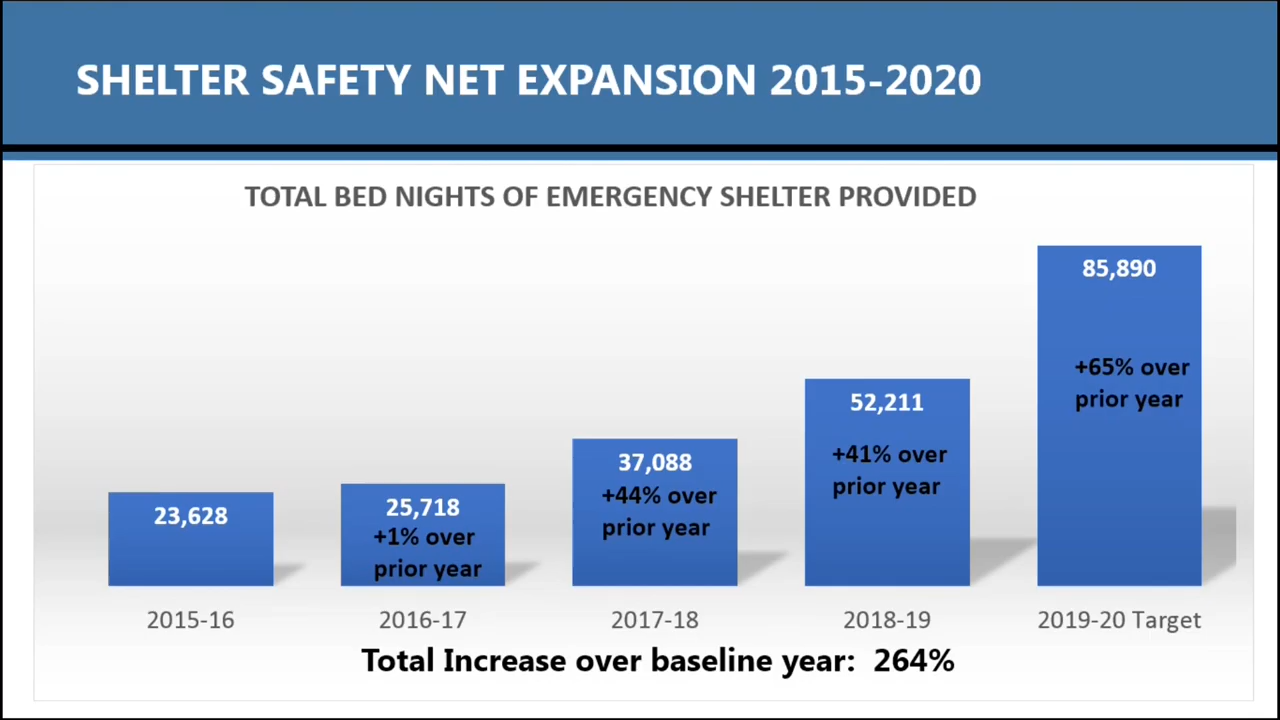 SHELTER SAFETY NET EXPANSION 2015-2020
TOTAL BED NIGHTS OF EMERGENCY SHELTER PROVIDED
23,628
25,718
+1% over
prior year
37,088
+44% over
prior year
52,211
+41% over
prior year
85,890
+65% over
prior year
2015-16
2016-17
2017-18
2018-19
2019-20 Target
Total Increase over baseline year: 264%